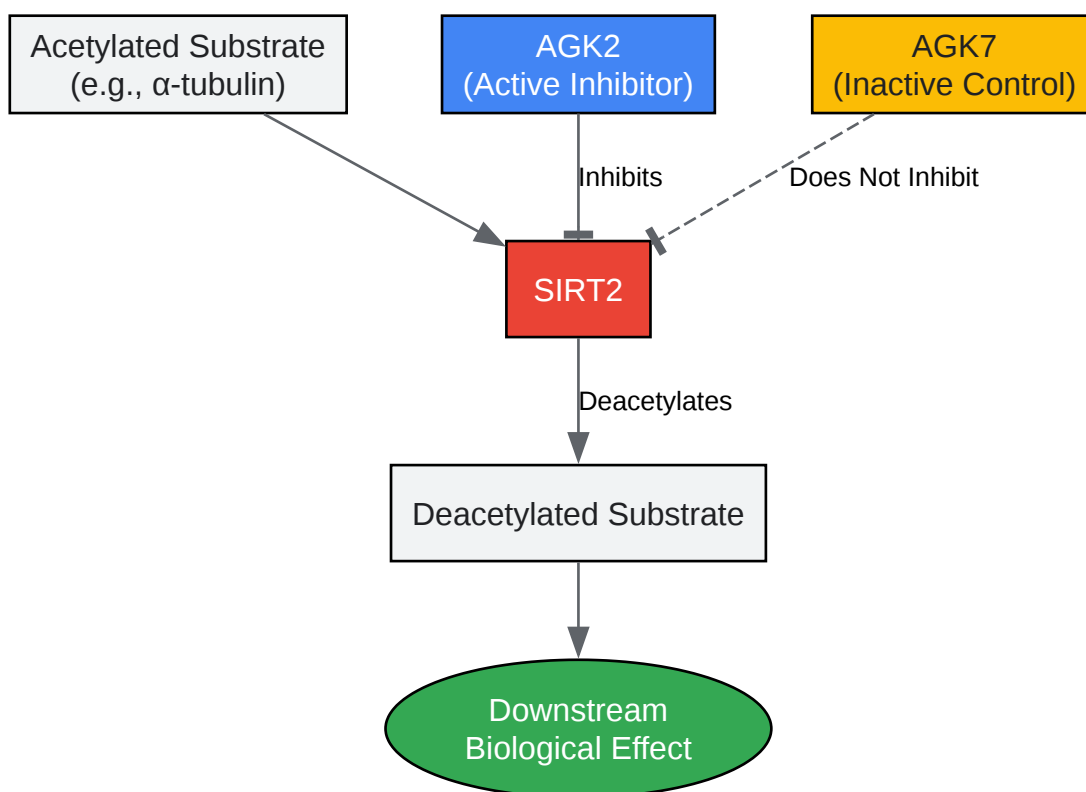 Acetylated Substrate
(e.g., α-tubulin)
AGK2
(Active Inhibitor)
AGK7
(Inactive Control)
Inhibits
Does Not Inhibit
SIRT2
Deacetylates
Deacetylated Substrate
Downstream
Biological Effect